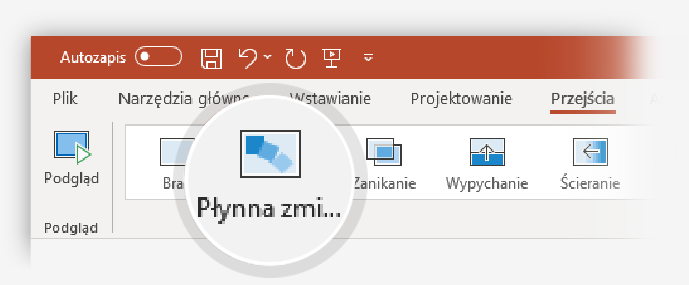 Autozapis
Plik Narzędzia główne Wstawianie Projektowanie Przejścia
Podgląd
Płynna zmi... Zanikanie Wypychanie Ścieranie
Podgląd